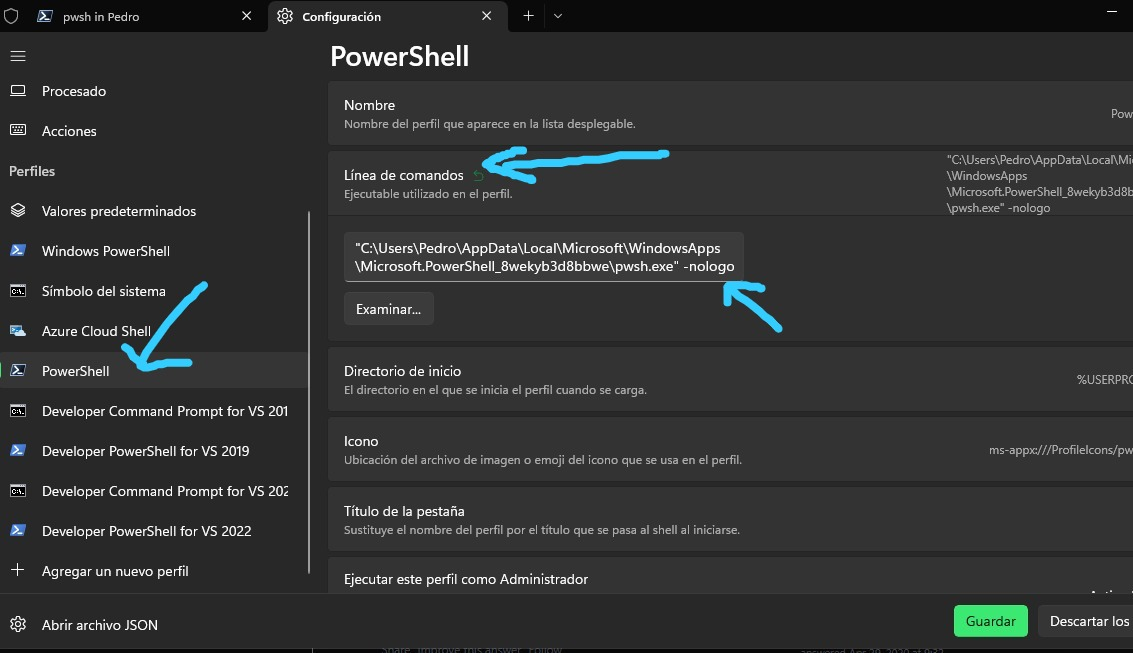 pwsh in Pedro
Configuración
Procesado
Acciones
Perfiles
Valores predeterminados
Windows PowerShell
Símbolo del sistema
Azure Cloud Shell
PowerShell
Developer Command Prompt for VS 201
Developer PowerShell for VS 2019
Developer Command Prompt for VS 202
Developer PowerShell for VS 2022
Agregar un nuevo perfil
Abrir archivo JSON
PowerShell
Nombre
Nombre del perfil que aparece en la lista desplegable.
Pow
Línea de comandos
Ejecutable utilizado en el perfil.
"C:\Users\Pedro\AppData\Local\Mi
\WindowsApps
\Microsoft.PowerShell_8wekyb3d8b
\pwsh.exe" -nologo
"C:\Users\Pedro\AppData\Local\Microsoft\WindowsApps
\Microsoft.PowerShell_8wekyb3d8bbwe\pwsh.exe" -nologo
Examinar...
Directorio de inicio
El directorio en el que se inicia el perfil cuando se carga.
%USERPRO
Icono
Ubicación del archivo de imagen o emoji del icono que se usa en el perfil.
ms-appx:///ProfileIcons/pw
Título de la pestaña
Sustituye el nombre del perfil por el título que se pasa al shell al iniciarse.
Ejecutar este perfil como Administrador
Guardar
Descartar los